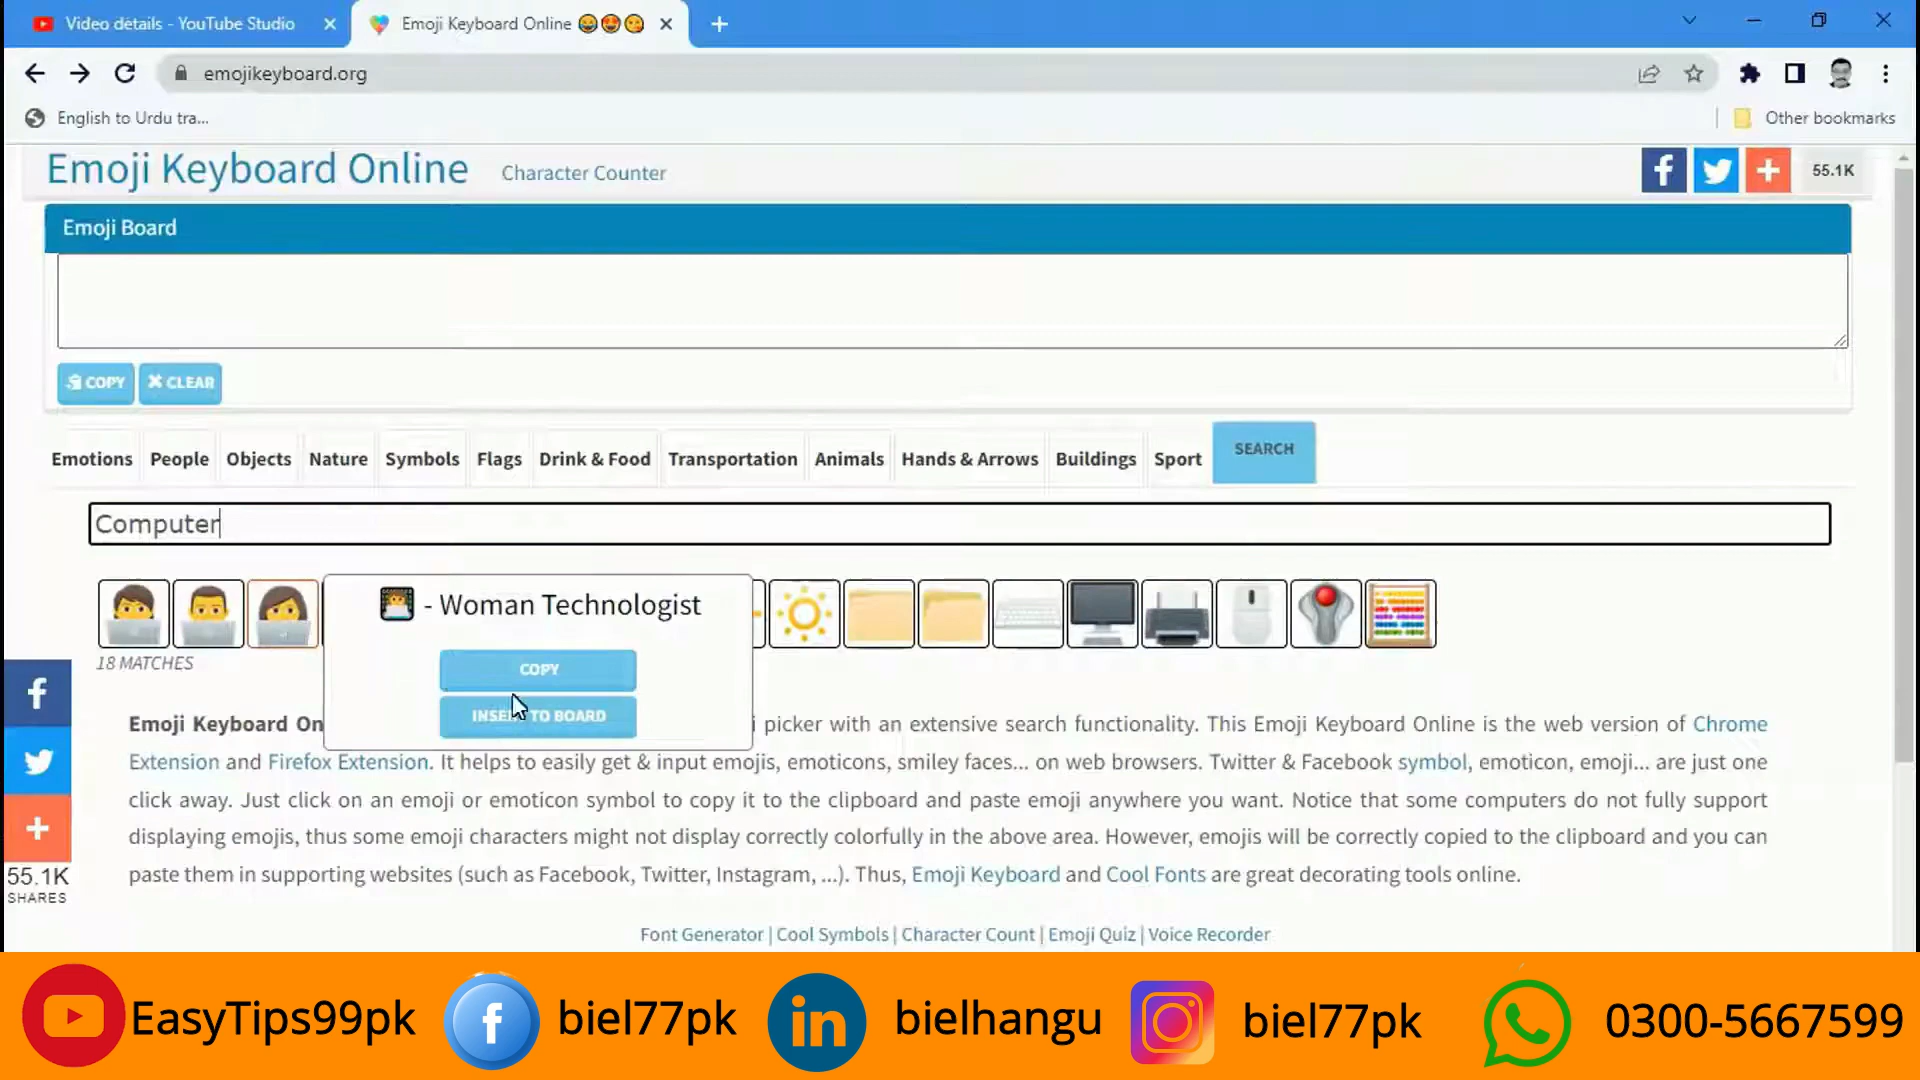 Video details - YouTube Studio
Emoji Keyboard Online 😂😍😘
emojikeyboard.org
English to Urdu tra...
Other bookmarks
Emoji Keyboard Online
Character Counter
55.1K
Emoji Board
COPY
CLEAR
Emotions
People
Objects
Nature
Symbols
Flags
Drink & Food
Transportation
Animals
Hands & Arrows
Buildings
Sport
SEARCH
Computer
- Woman Technologist
18 MATCHES
COPY
TO BOARD
Emoji Keyboard On
picker with an extensive search functionality. This Emoji Keyboard Online is the web version of Chrome
Extension and Firefox Extension. It helps to easily get & input emojis, emoticons, smiley faces... on web browsers. Twitter & Facebook symbol, emoticon, emoji... are just one
click away. Just click on an emoji or emoticon symbol to copy it to the clipboard and paste emoji anywhere you want. Notice that some computers do not fully support
displaying emojis, thus some emoji characters might not display correctly colorfully in the above area. However, emojis will be correctly copied to the clipboard and you can
paste them in supporting websites (such as Facebook, Twitter, Instagram, ...). Thus, Emoji Keyboard and Cool Fonts are great decorating tools online.
55.1K
SHARES
Font Generator | Cool Symbols | Character Count | Emoji Quiz | Voice Recorder
EasyTips99pk
biel77pk
bielhangu
biel77pk
0300-5667599